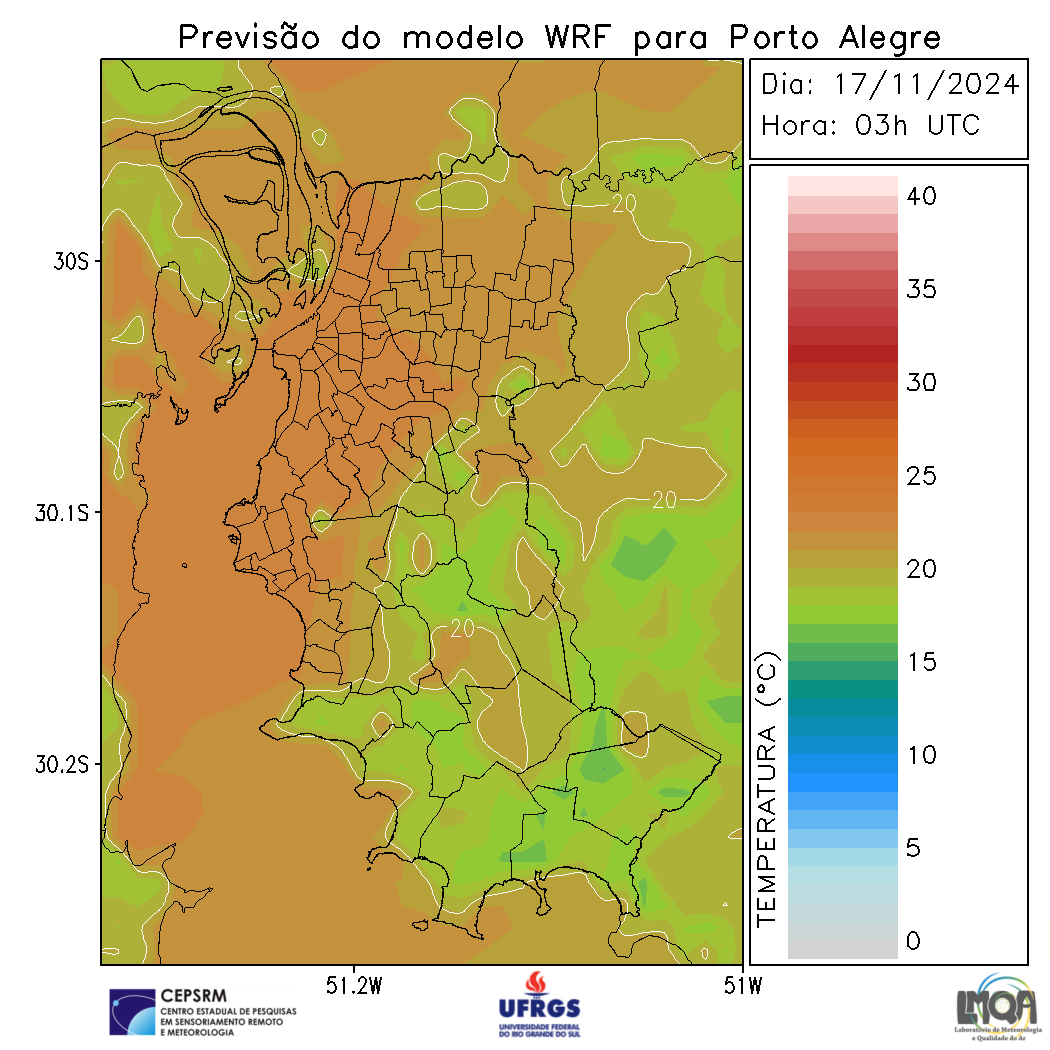 Previsão do modelo WRF para Porto Alegre
Dia: 17/11/2024
Hora: 03h UTC
40
35
30
25
20
15
10
5
0
TEMPERATURA (°C)
30S
30.1S
30.2S
51.2W
51W
20
20
20
CEPSRM
CENTRO ESTADUAL DE PESQUISAS
EM SENSORIAMENTO REMOTO
E METEOROLOGIA
UFRGS
UNIVERSIDADE FEDERAL
DO RIO GRANDE DO SUL
LMQA
Laboratório de Meteorologia
e Qualidade do Ar